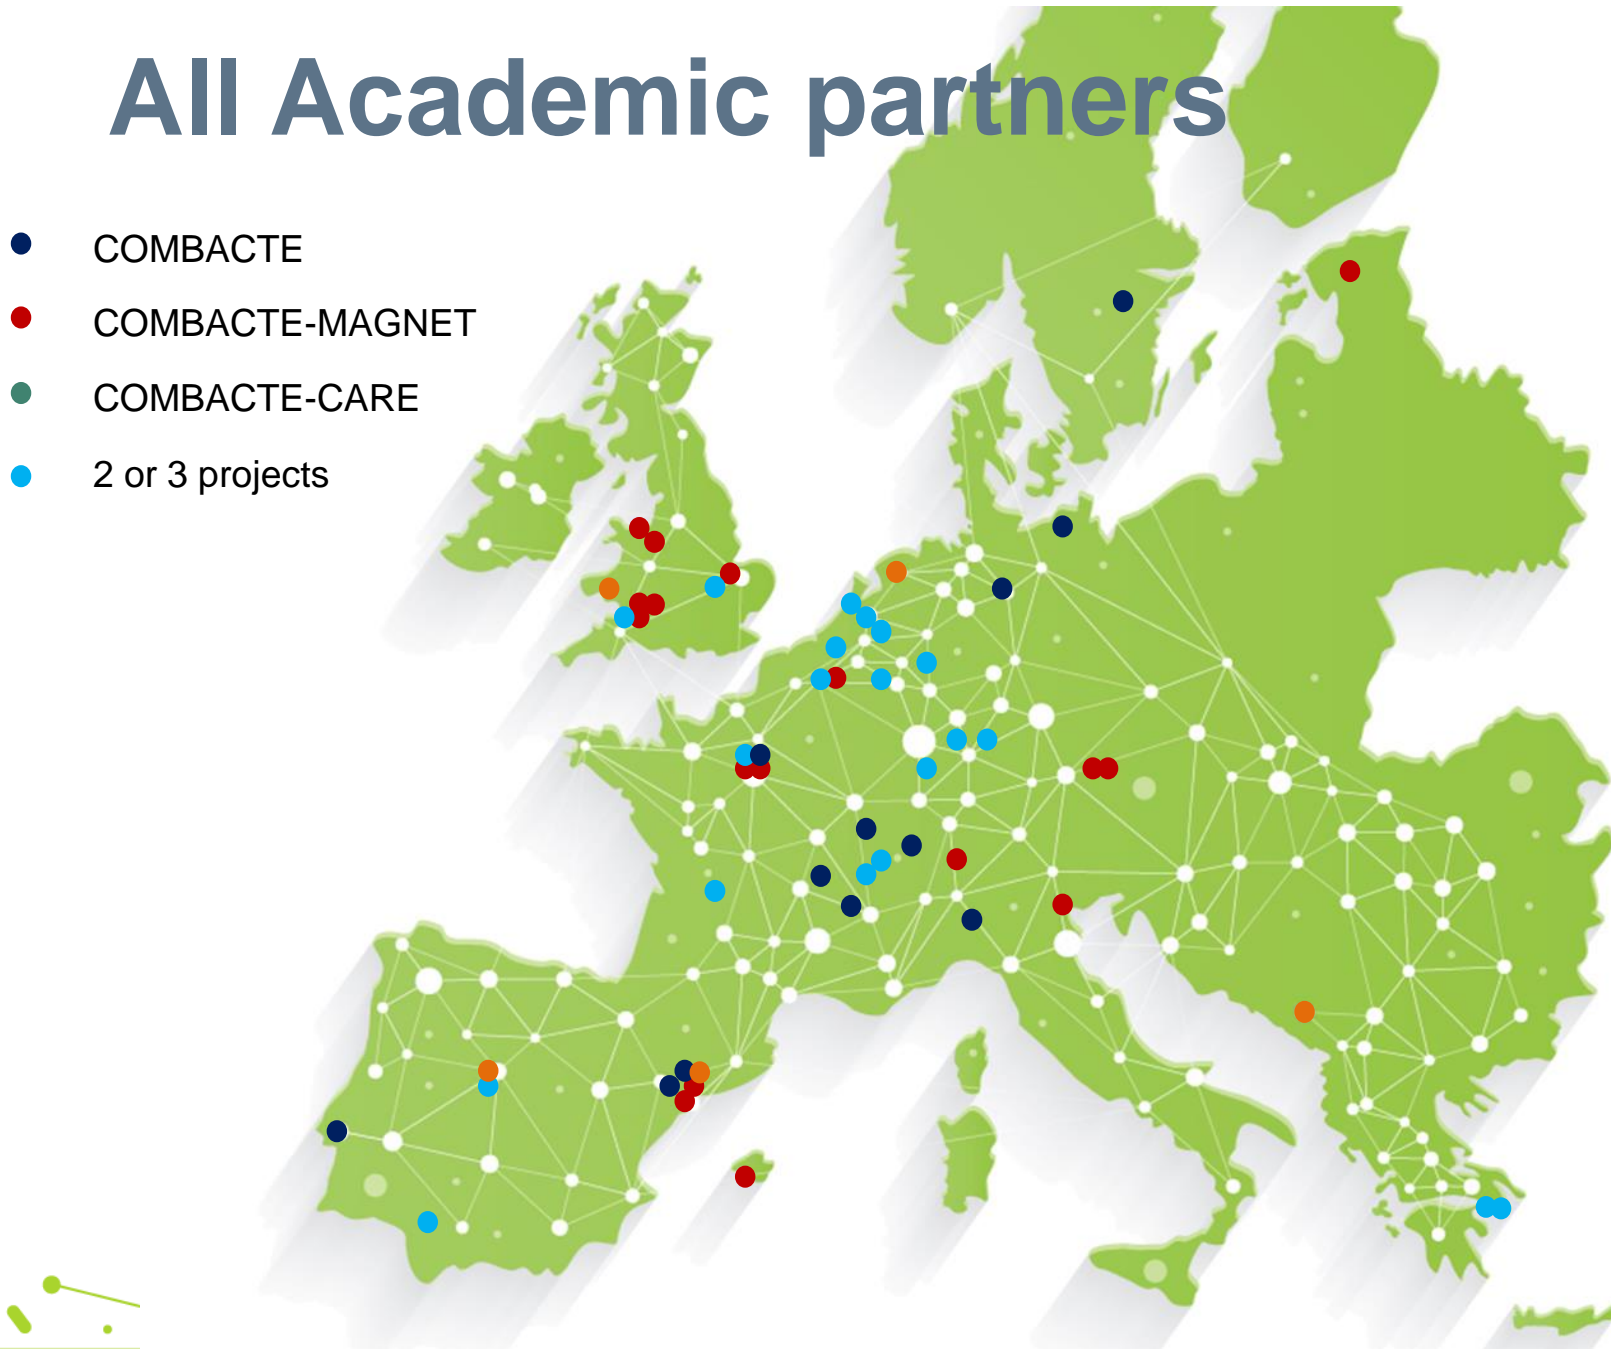 All Academic partners
COMBACTE
COMBACTE-MAGNET
COMBACTE-CARE
2 or 3 projects